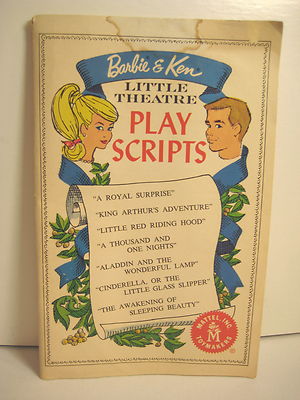 Barbie & Ken
LITTLE THEATRE
PLAY
SCRIPTS
"A ROYAL SURPRISE"
"KING ARTHUR'S ADVENTURE"
"LITTLE RED RIDING HOOD"
"A THOUSAND AND
ONE NIGHTS"
"ALADDIN AND THE
WONDERFUL LAMP"
"CINDERELLA, OR THE
LITTLE GLASS SLIPPER"
"THE AWAKENING OF
SLEEPING BEAUTY"
MATTEL, INC.
M
TOYMAKERS
®